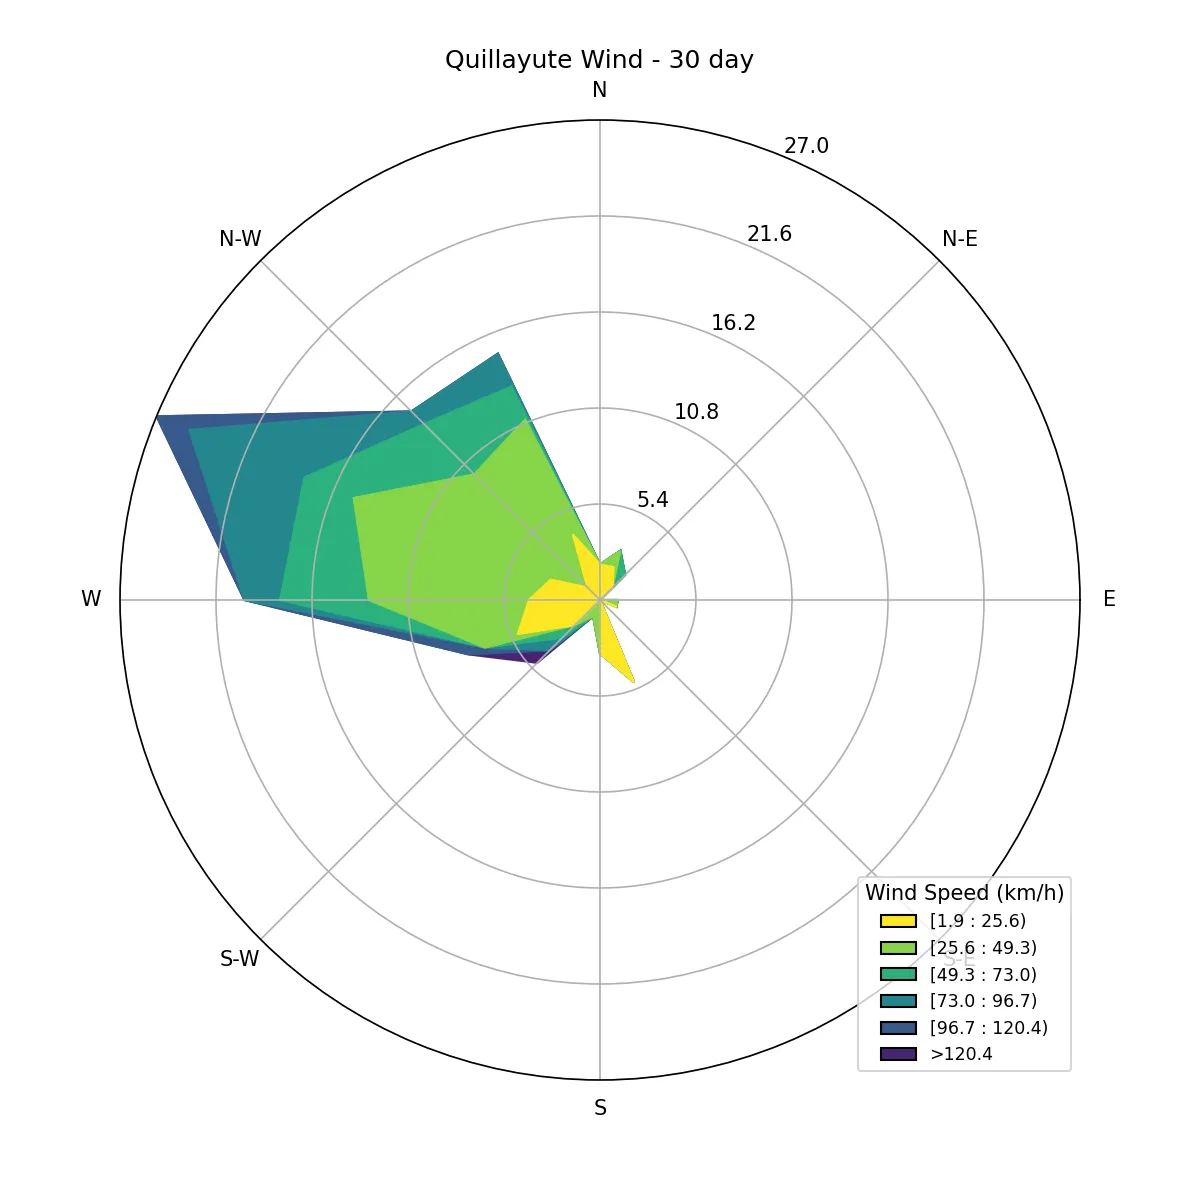 Quillayute Wind - 30 day
N
27.0
N-W
21.6
N-E
16.2
10.8
5.4
W
E
Wind Speed (km/h)
[1.9 : 25.6)
[25.6 : 49.3)
S-W
S-E
[49.3 : 73.0)
[73.0 : 96.7)
[96.7 : 120.4)
>120.4
S